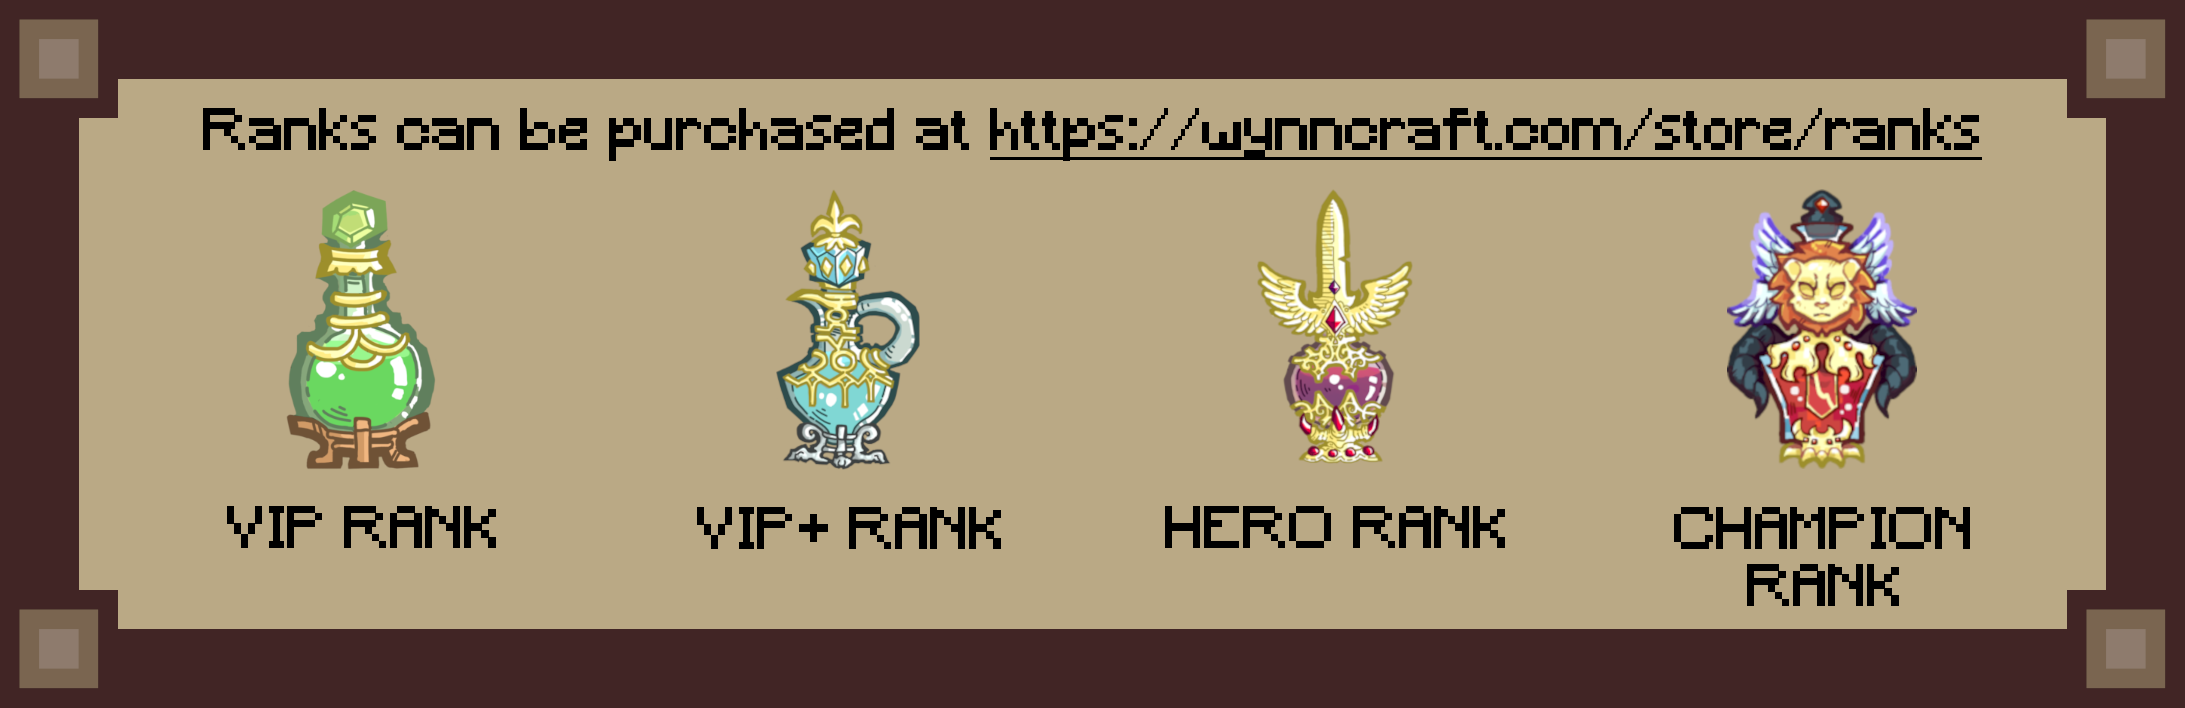 Ranks can be purchased at https://wynncraft.com/store/ranks
VIP RANK
VIP+ RANK
HERO RANK
CHAMPION
RANK